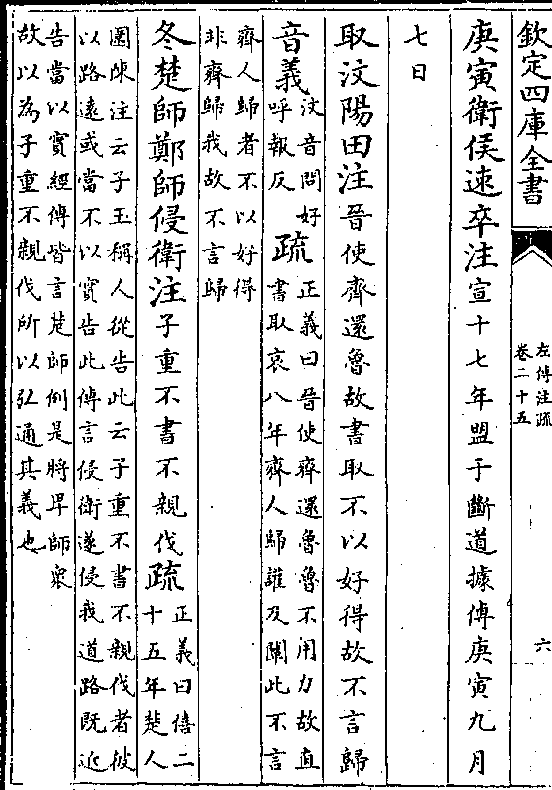 欽定四庫全書
左傳注疏
卷二十五
六
庚寅衛侯速卒注宣十七年盟于斷道據傳庚寅九月
七日
取汶陽田注晉使齊還魯故書取不以好得故不言歸
音義汶音問好
呼報反疏正義曰晉使齊還魯魯不用力故直
書取哀八年齊人歸讙及闡此不言
齊人歸者不以好得
非齊歸我故不言歸
冬楚師鄭師侵衛注子重不書不親伐疏正義曰僖二
十五年楚人
圍陳注云子玉稱人從告此云子重不書不親伐者彼
以路遠或當不以實告此傳言侵衛遂侵我道路既近
告當以實經傳皆言楚師例是將卑師衆
故以為子重不親伐所以弘通其義也